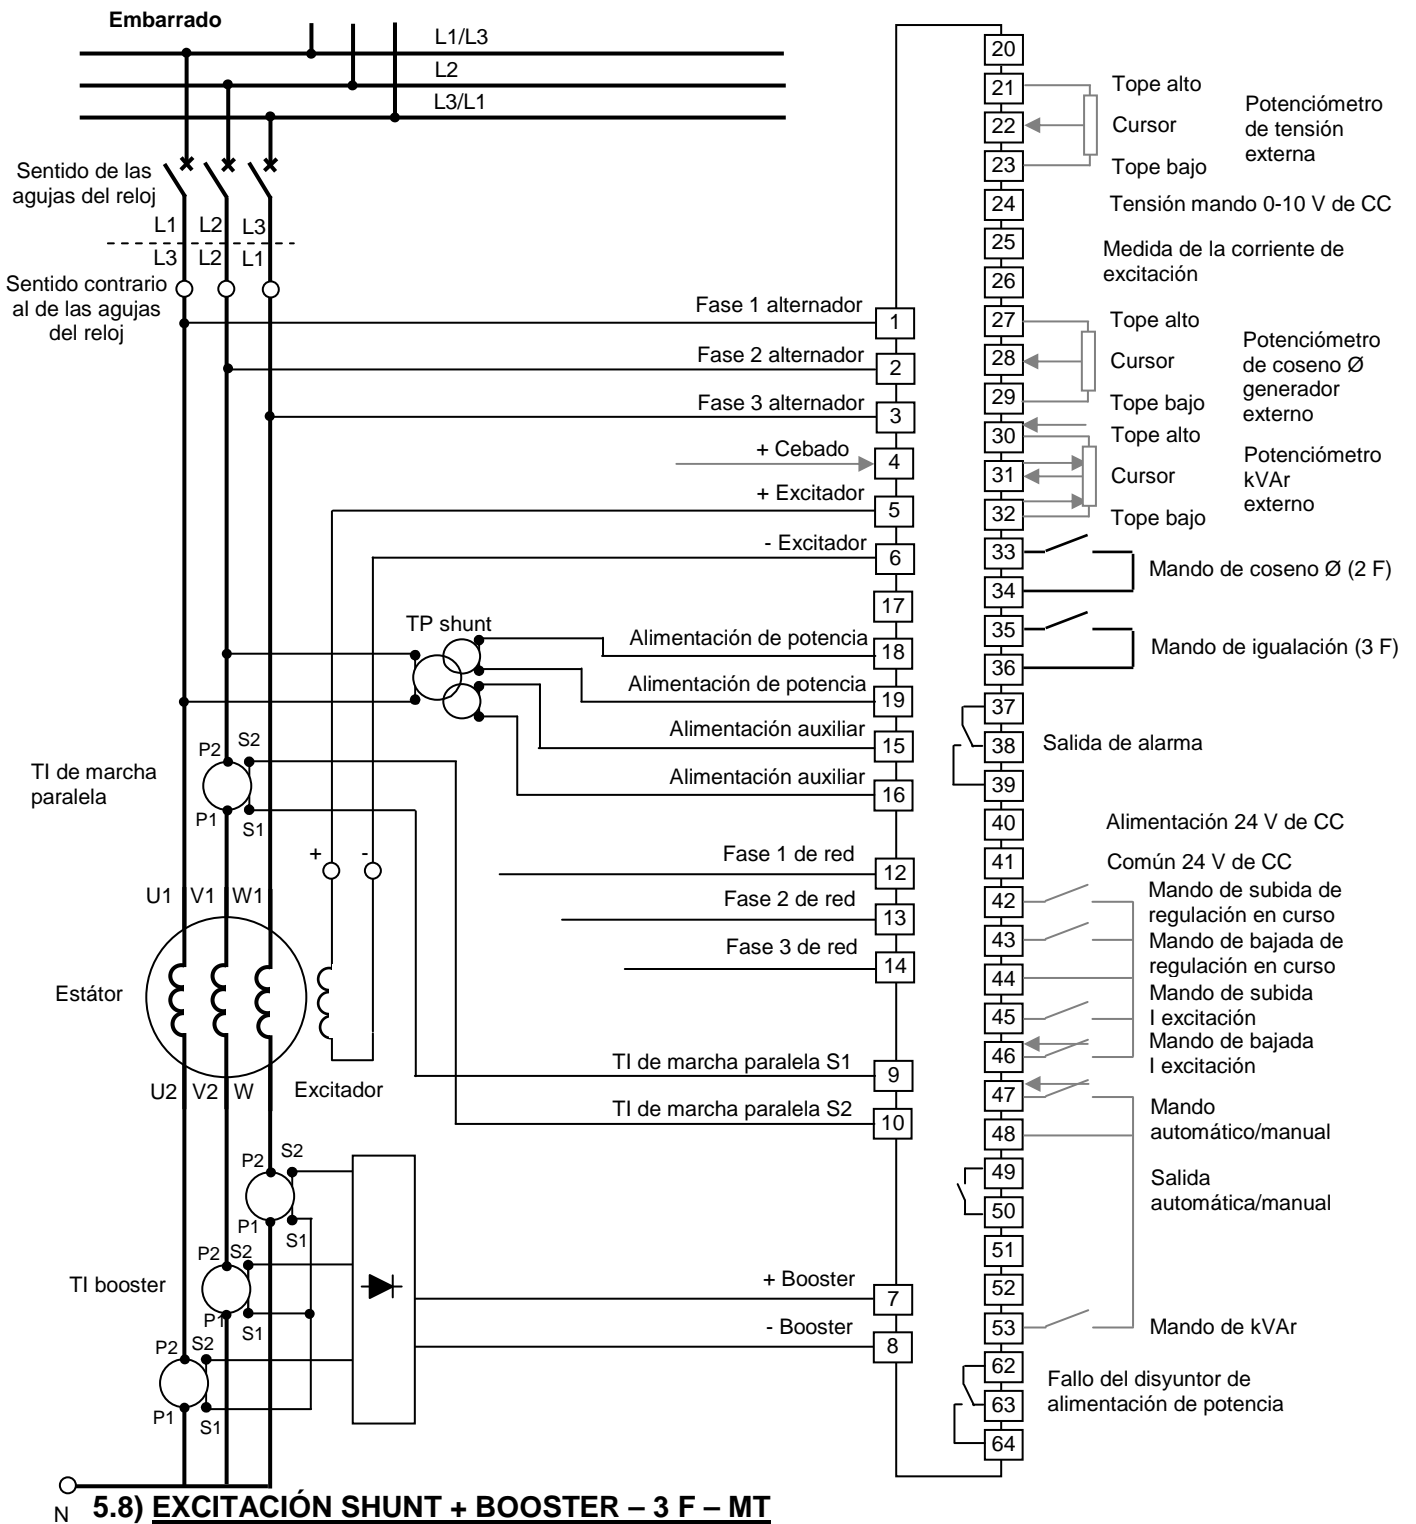 Embarrado
L1/L3
L2
L3/L1
Sentido de las
agujas del reloj
L1 L2 L3
L3 L2 L1
Sentido contrario
al de las agujas
del reloj
Fase 1 alternador 1
Fase 2 alternador 2
Fase 3 alternador 3
+ Cebado 4
+ Excitador 5
- Excitador 6
17
TP shunt
Alimentación de potencia 18
Alimentación de potencia 19
Alimentación auxiliar 15
Alimentación auxiliar 16
TI de marcha
paralela
P2 S2
P1 S1
+ -
Fase 1 de red 12
Fase 2 de red 13
Fase 3 de red 14
U1 V1 W1
Estátor
U2 V2 W
Excitador
TI de marcha paralela S1 9
TI de marcha paralela S2 10
P2 S2
P1 S1
TI booster
P2 S2
P1 S1
P2 S2
P1 S1
+ Booster 7
- Booster 8
N
20
21 Tope alto
22 Cursor
23 Tope bajo
Potenciómetro
de tensión
externa
24 Tensión mando 0-10 V de CC
25
26
Medida de la corriente de
excitación
27 Tope alto
28 Cursor
29 Tope bajo
Potenciómetro
de coseno Ø
generador
externo
30 Tope alto
31 Cursor
32 Tope bajo
Potenciómetro
kVAr
externo
33
34
Mando de coseno Ø (2 F)
35
36
Mando de igualación (3 F)
37
38 Salida de alarma
39
40 Alimentación 24 V de CC
41 Común 24 V de CC
42 Mando de subida de
regulación en curso
43 Mando de bajada de
regulación en curso
44
45 Mando de subida
I excitación
46 Mando de bajada
I excitación
47
48
Mando
automático/manual
49
50
Salida
automática/manual
51
52
53 Mando de kVAr
62
63
64
Fallo del disyuntor de
alimentación de potencia
5.8) EXCITACIÓN SHUNT + BOOSTER – 3 F – MT